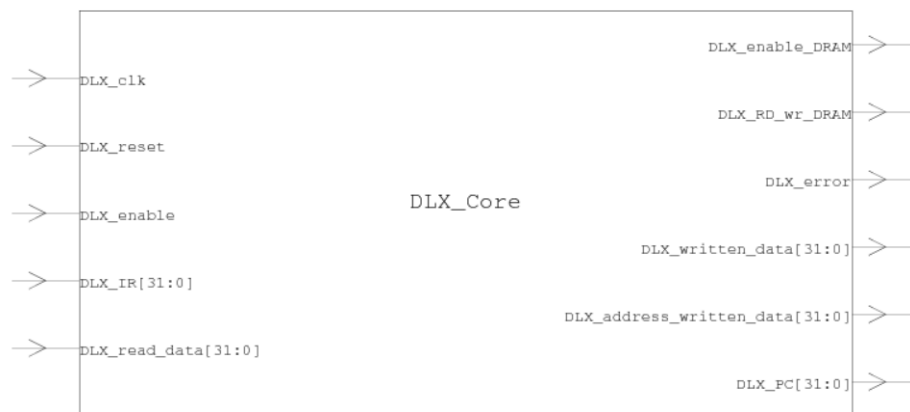 DLX_enable_DRAM
DLX_clk
DLX_RD_wr_DRAM
DLX_reset
DLX_error
DLX_Core
DLX_enable
DLX_written_data[31:0]
DLX_IR[31:0]
DLX_address_written_data[31:0]
DLX_read_data[31:0]
DLX_PC[31:0]